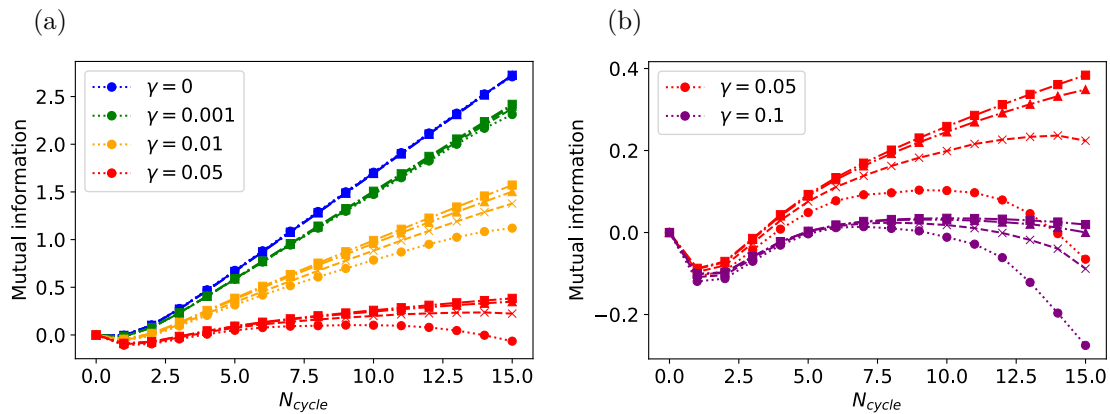 (a)
Mutual information
2.5
2.0
1.5
1.0
0.5
0.0
γ = 0
γ = 0.001
γ = 0.01
γ = 0.05
0.0 2.5 5.0 7.5 10.0 12.5 15.0
N_cycle
(b)
Mutual information
0.4
0.2
0.0
−0.2
γ = 0.05
γ = 0.1
0.0 2.5 5.0 7.5 10.0 12.5 15.0
N_cycle